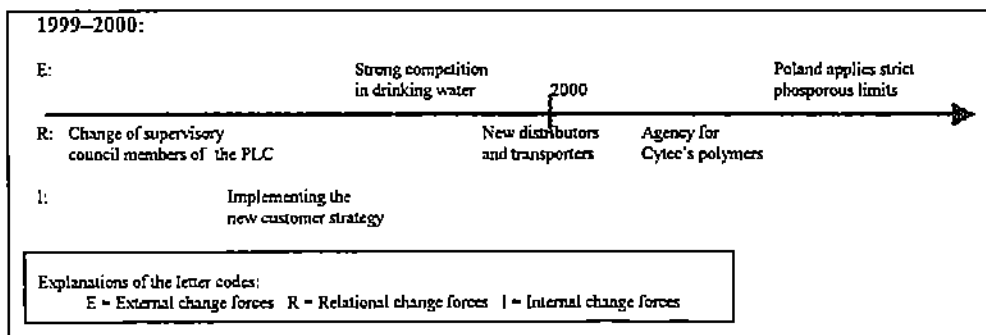 1999–2000:
E:
Strong competition
in drinking water
2000
Poland applies strict
phosporous limits
R: Change of supervisory
council members of the PLC
New distributors
and transporters
Agency for
Cytec's polymers
I:
Implementing the
new customer strategy
Explanations of the letter codes:
E = External change forces R = Relational change forces I = Internal change forces